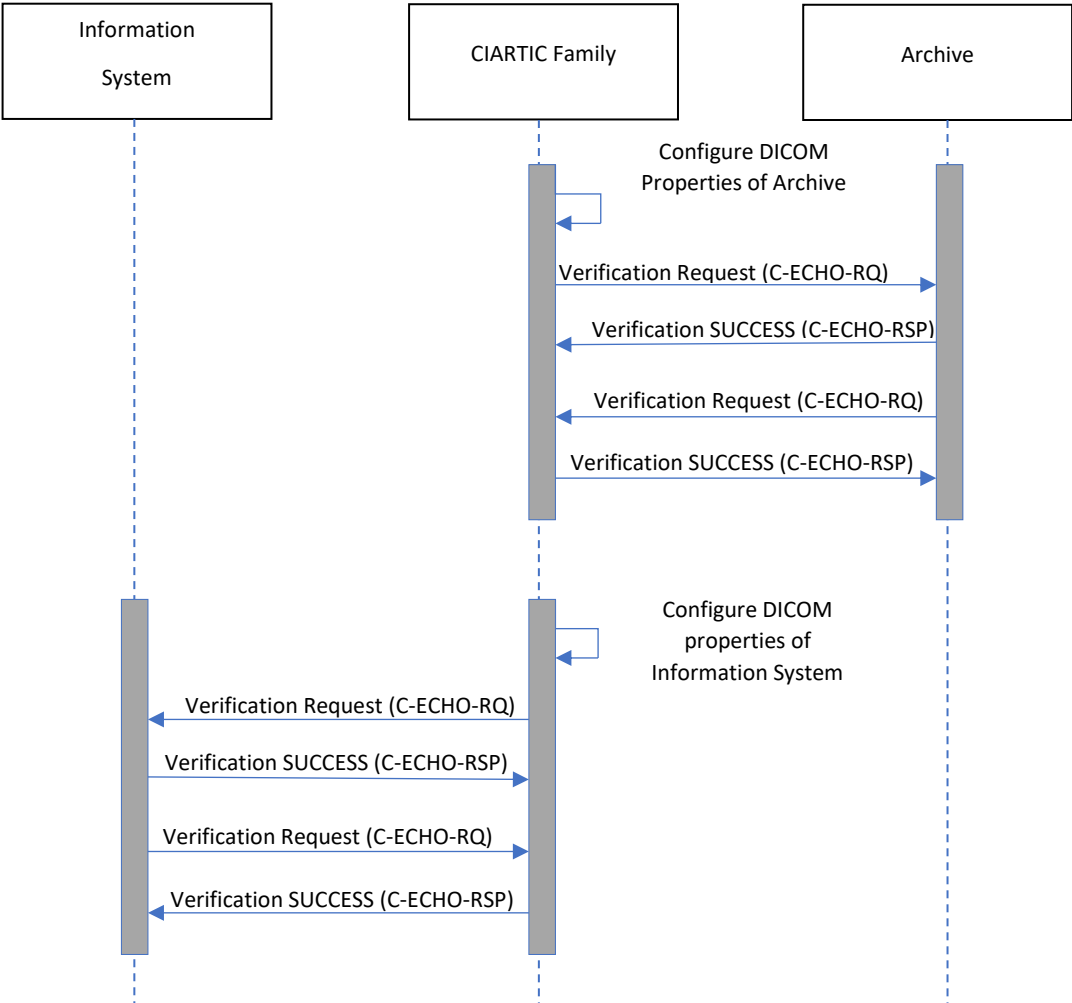 Information
System
CIARTIC Family
Archive
Configure DICOM
Properties of Archive
Verification Request (C-ECHO-RQ)
Verification SUCCESS (C-ECHO-RSP)
Verification Request (C-ECHO-RQ)
Verification SUCCESS (C-ECHO-RSP)
Configure DICOM
properties of
Information System
Verification Request (C-ECHO-RQ)
Verification SUCCESS (C-ECHO-RSP)
Verification Request (C-ECHO-RQ)
Verification SUCCESS (C-ECHO-RSP)